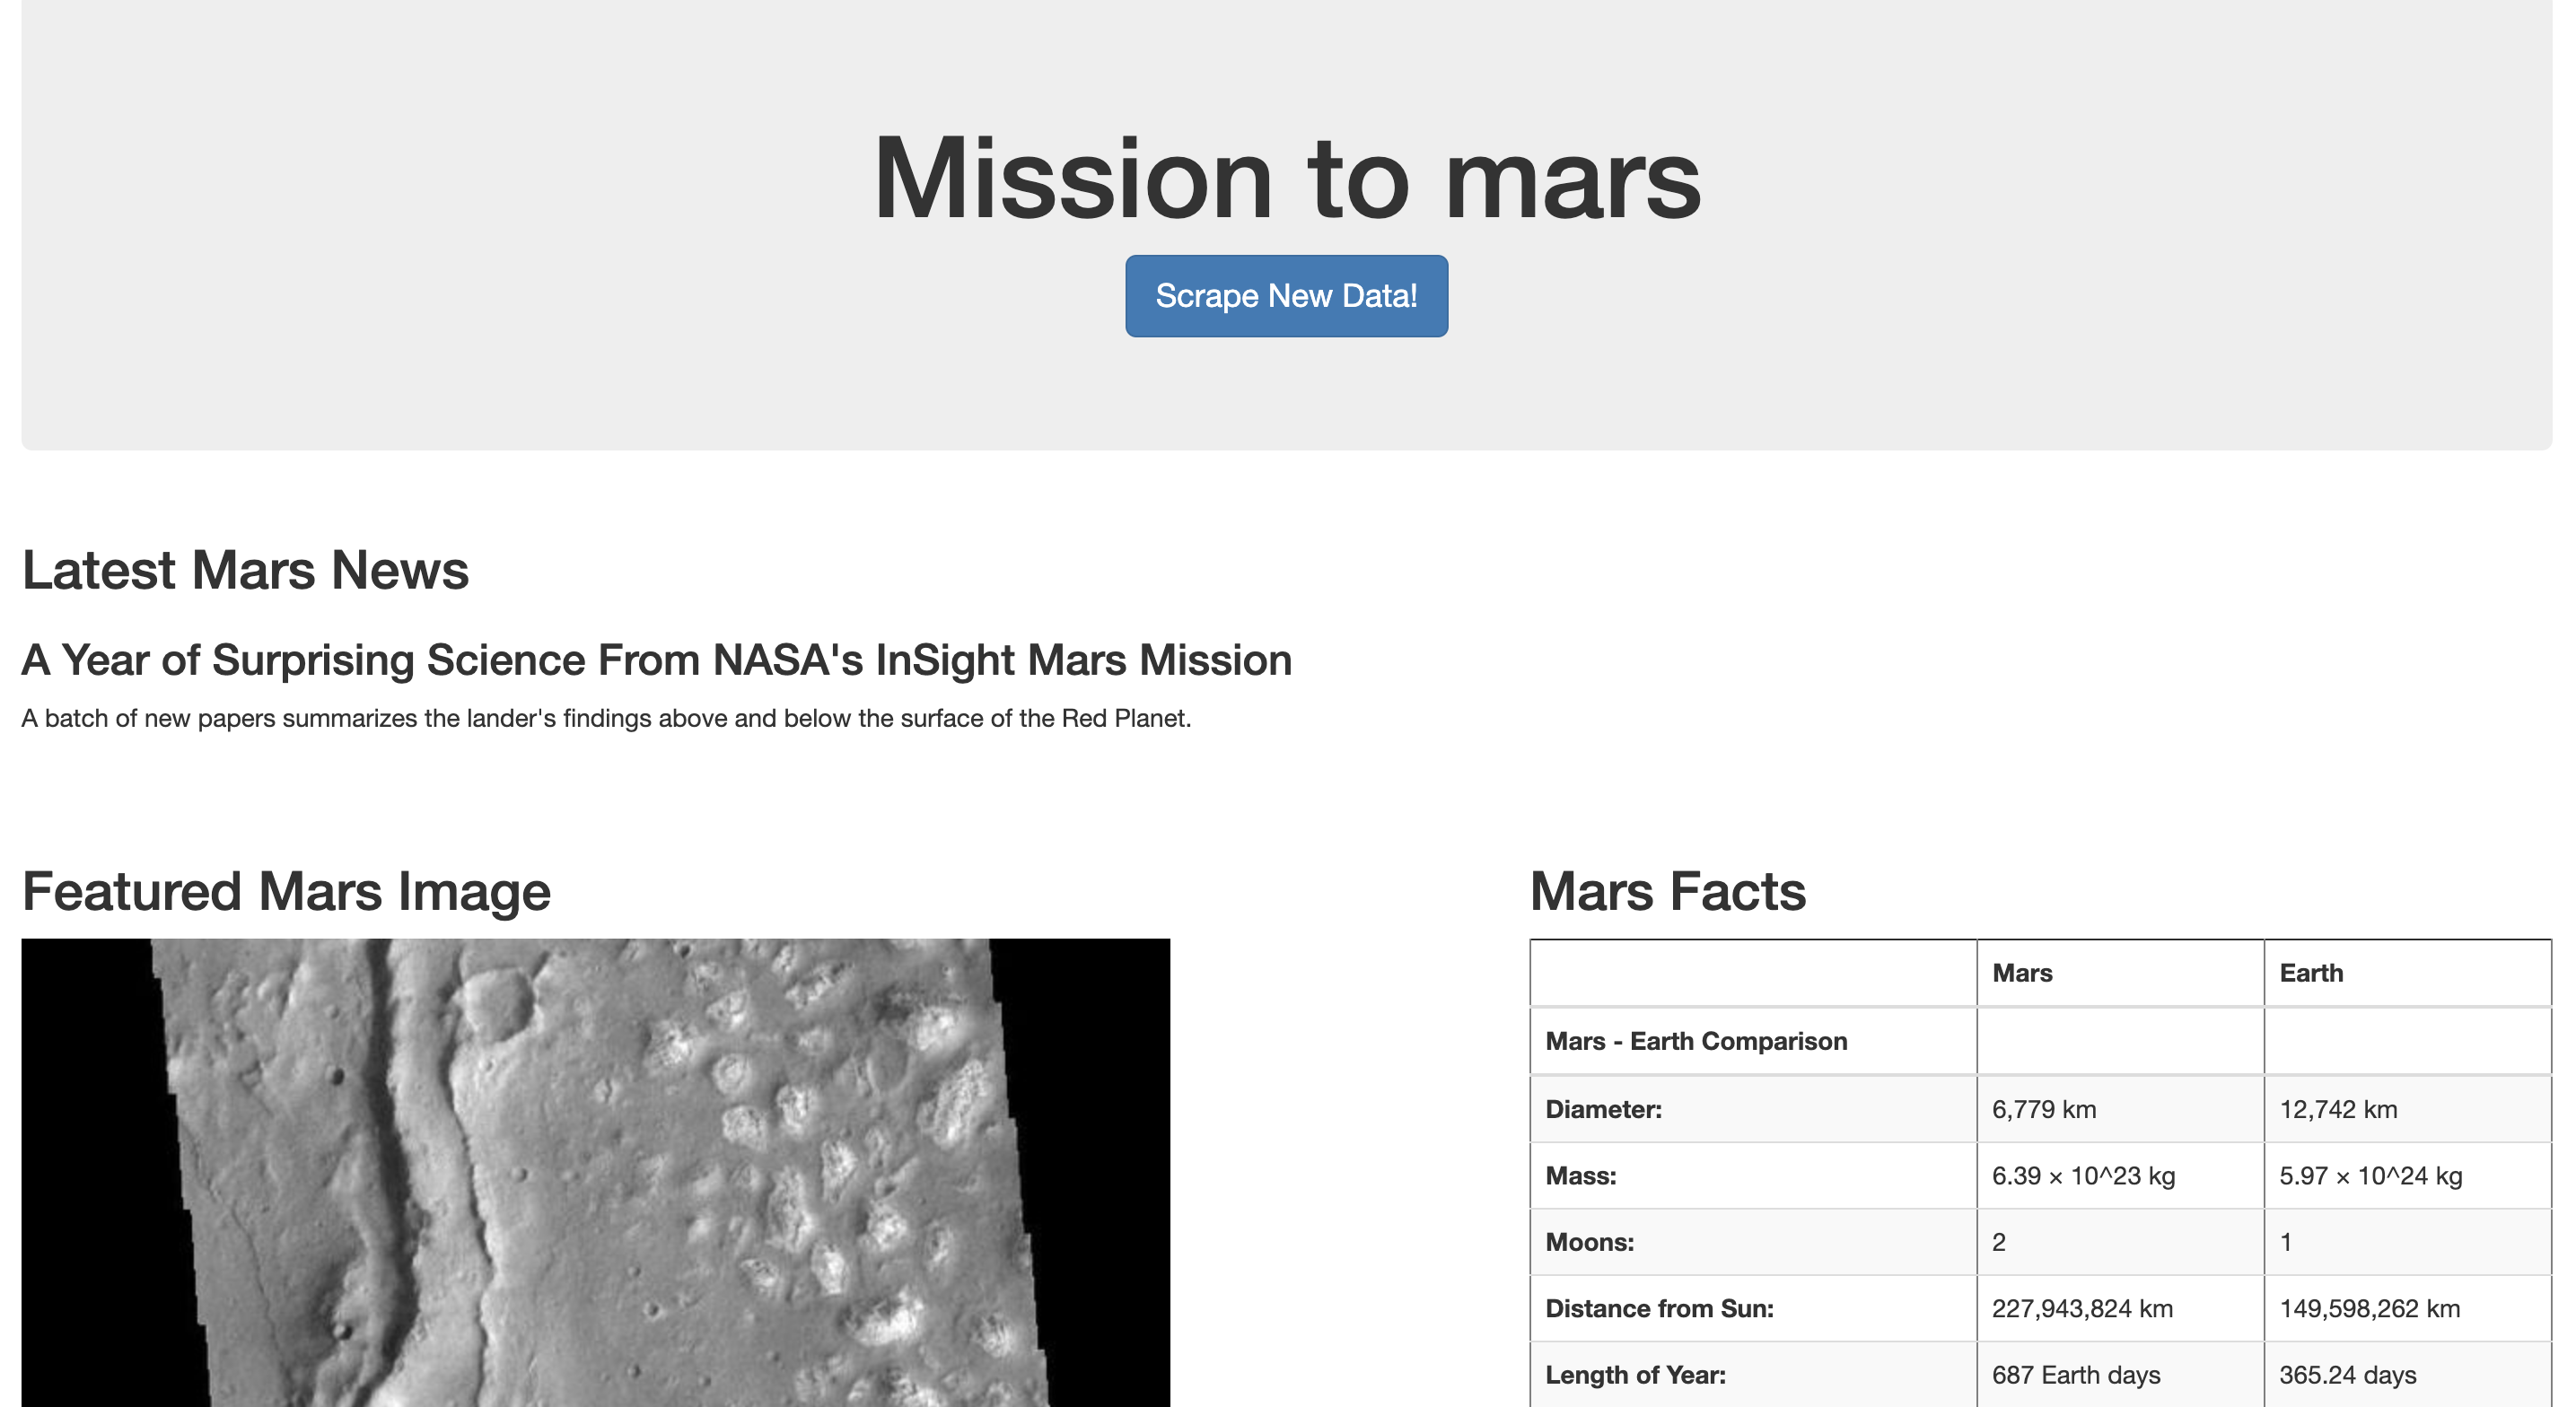 Mission to mars
Scrape New Data!
Latest Mars News
A Year of Surprising Science From NASA's InSight Mars Mission
A batch of new papers summarizes the lander's findings above and below the surface of the Red Planet.
Featured Mars Image
Mars Facts
Mars Earth
Mars - Earth Comparison
Diameter: 6,779 km 12,742 km
Mass: 6.39 × 10^23 kg 5.97 × 10^24 kg
Moons: 2 1
Distance from Sun: 227,943,824 km 149,598,262 km
Length of Year: 687 Earth days 365.24 days